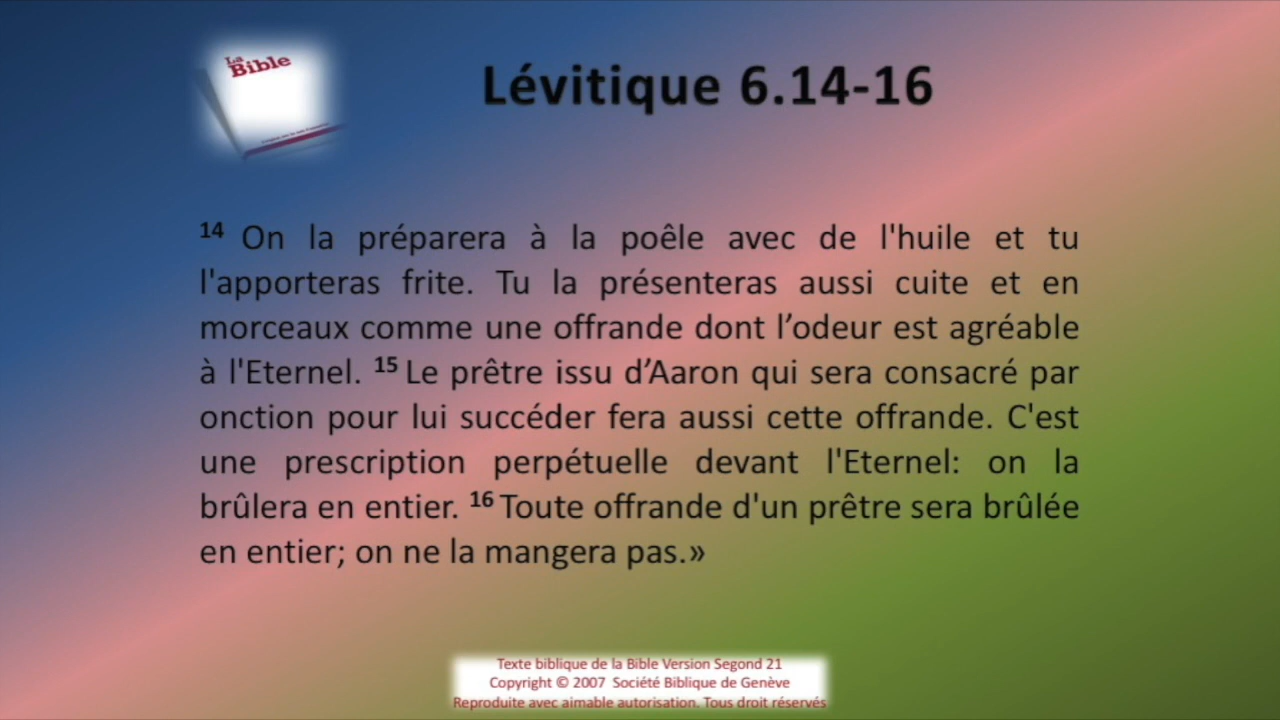 La
Bible
Lévitique 6.14-16
14 On la préparera à la poêle avec de l'huile et tu
l'apporteras frite. Tu la présenteras aussi cuite et en
morceaux comme une offrande dont l’odeur est agréable
à l'Eternel. 15 Le prêtre issu d’Aaron qui sera consacré par
onction pour lui succéder fera aussi cette offrande. C'est
une prescription perpétuelle devant l'Eternel: on la
brûlera en entier. 16 Toute offrande d'un prêtre sera brûlée
en entier; on ne la mangera pas.»
Texte biblique de la Bible Version Segond 21
Copyright © 2007 Société Biblique de Genève
Reproduite avec aimable autorisation. Tous droit réservés